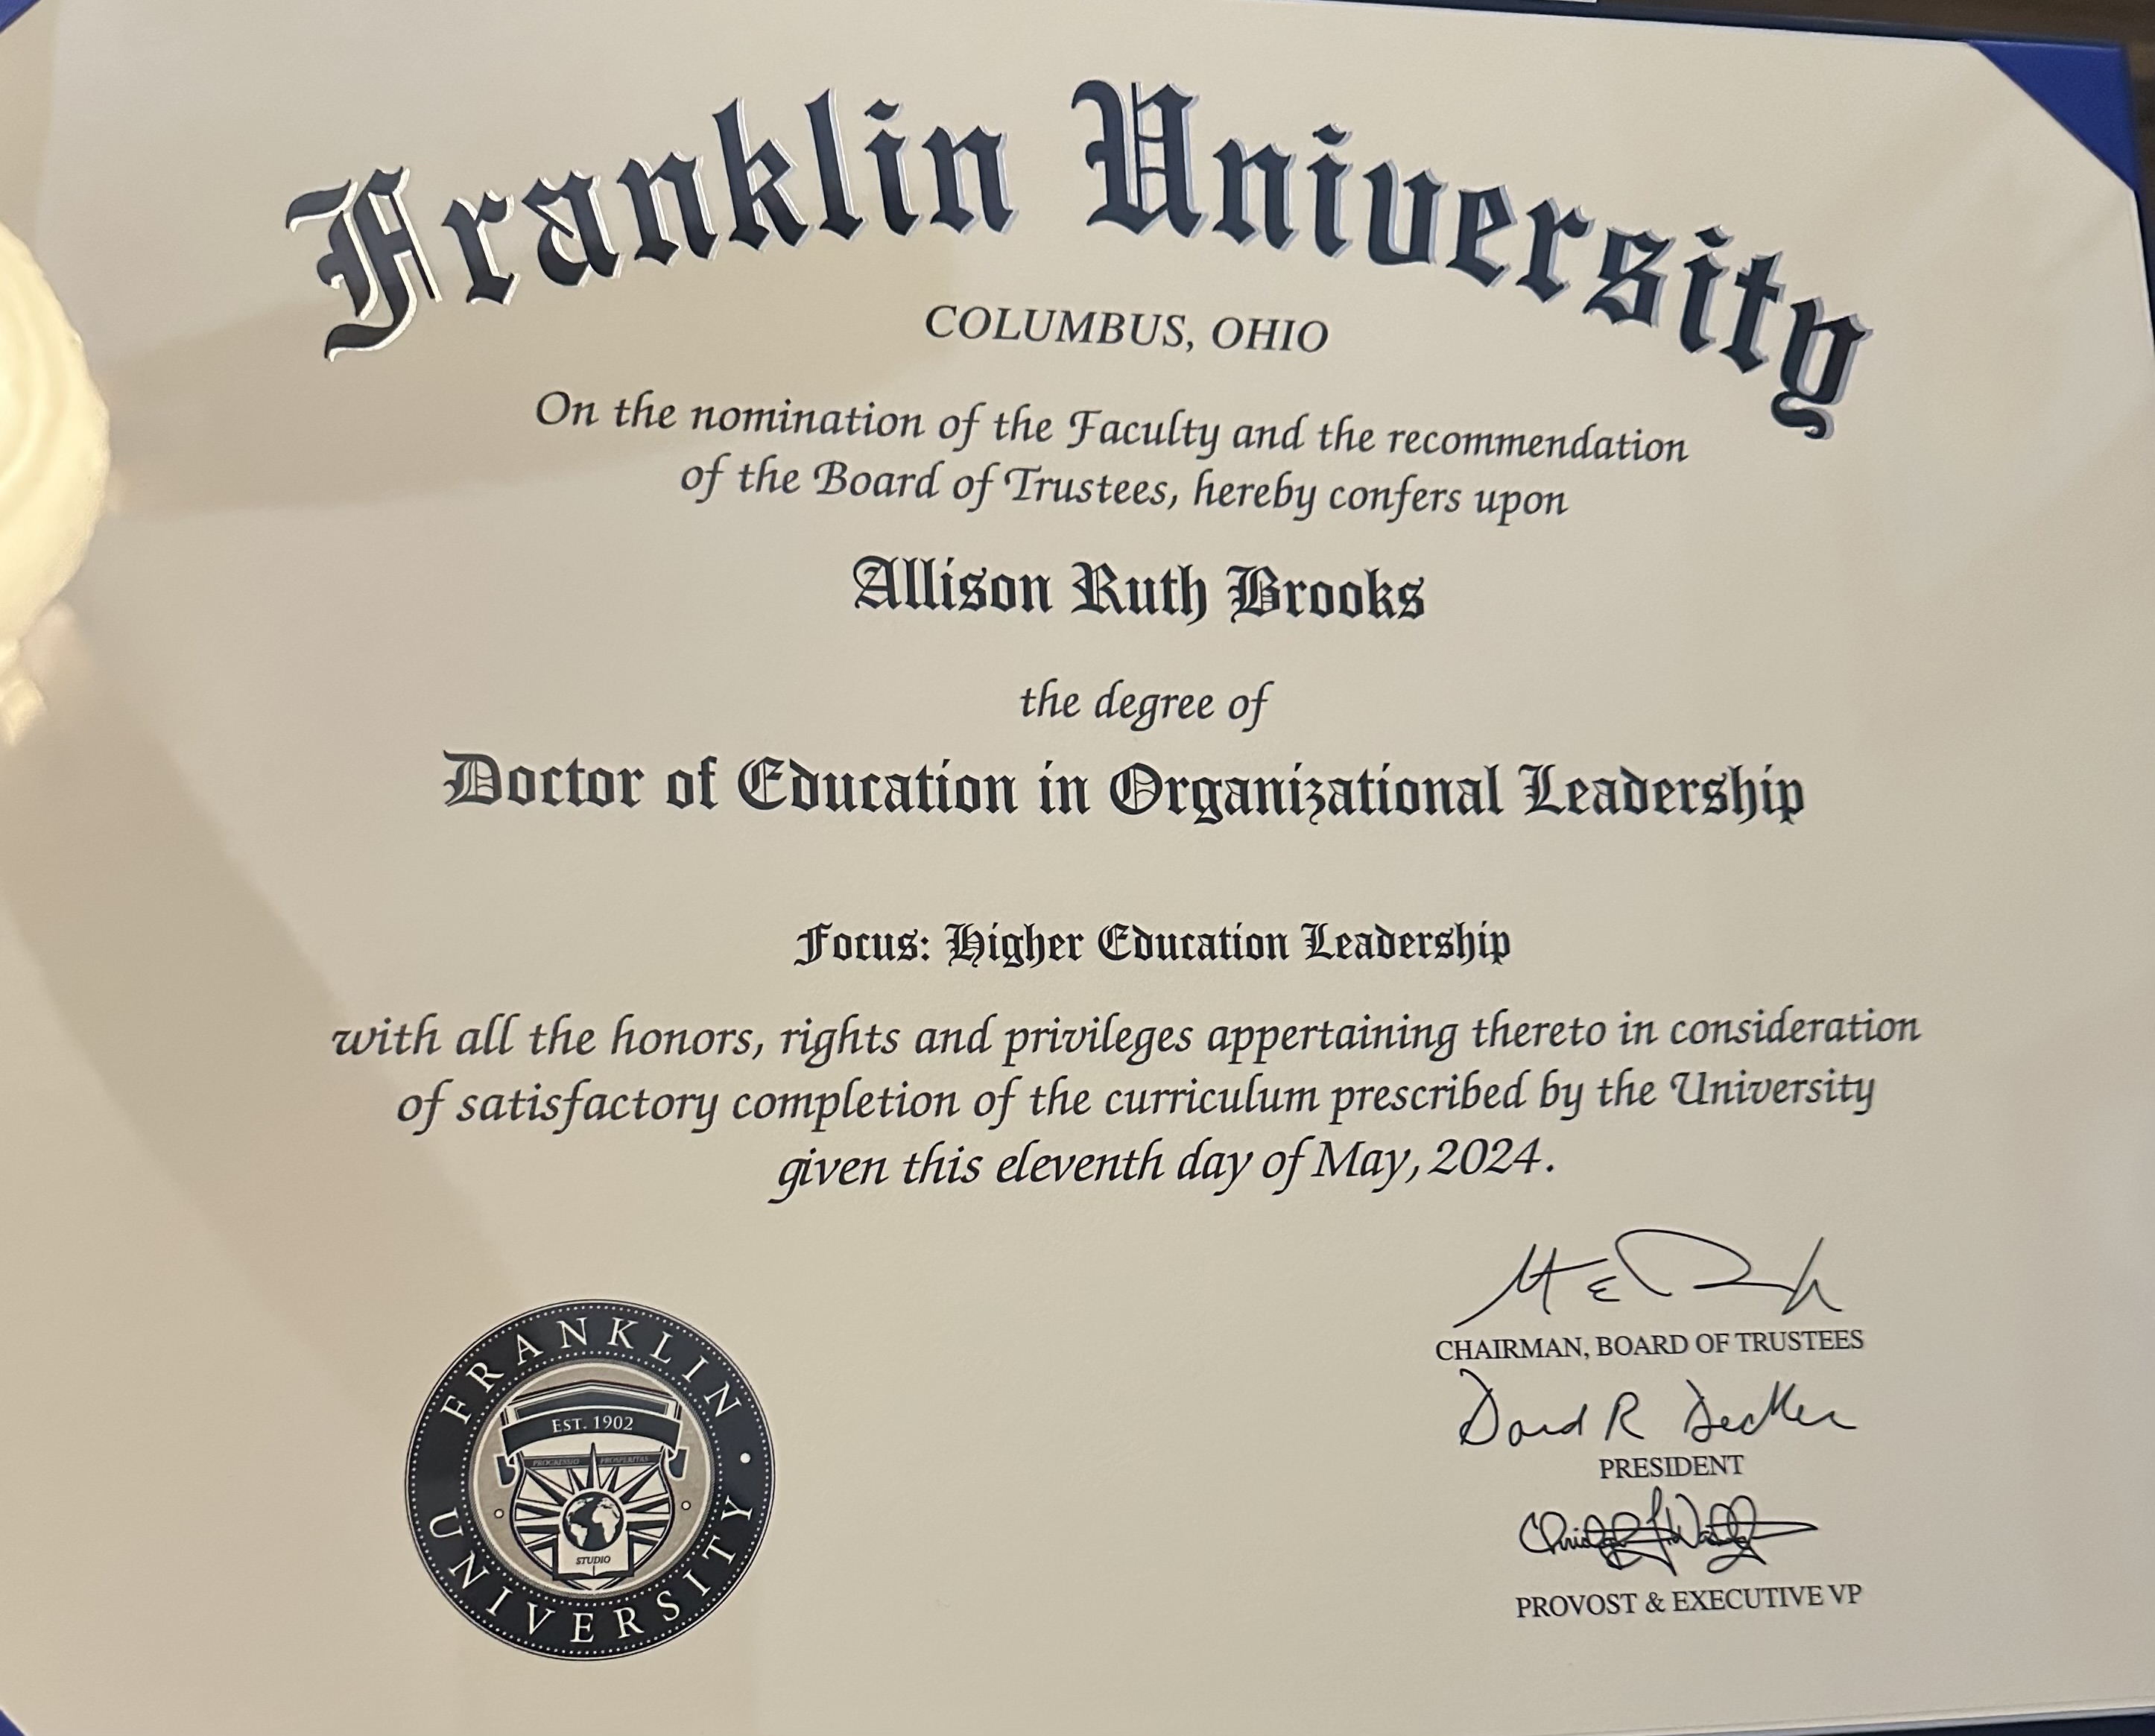 Franklin University
COLUMBUS, OHIO
On the nomination of the Faculty and the recommendation
of the Board of Trustees, hereby confers upon
Allison Ruth Brooks
the degree of
Doctor of Education in Organizational Leadership
Focus: Higher Education Leadership
with all the honors, rights and privileges appertaining thereto in consideration
of satisfactory completion of the curriculum prescribed by the University
given this eleventh day of May, 2024.
CHAIRMAN, BOARD OF TRUSTEES
David R Decker
PRESIDENT
PROVOST & EXECUTIVE VP
FRANKLIN
EST. 1902
PROGRESSIO PROSPERITAS
STUDIO
UNIVERSITY